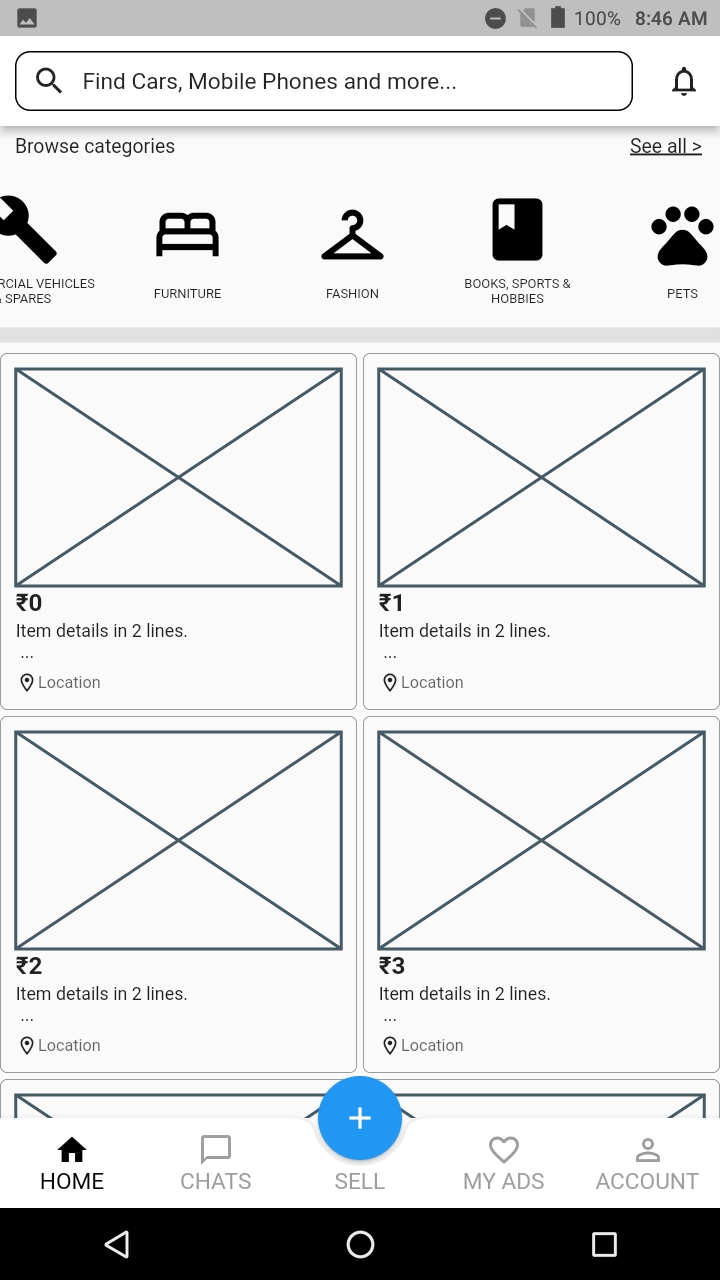 100% 8:46 AM
Find Cars, Mobile Phones and more...
Browse categories
See all >
RCIAL VEHICLES
SPARES
FURNITURE
FASHION
BOOKS, SPORTS &
HOBBIES
PETS
₹0
Item details in 2 lines.
...
Location
₹1
Item details in 2 lines.
...
Location
₹2
Item details in 2 lines.
...
Location
₹3
Item details in 2 lines.
...
Location
HOME
CHATS
SELL
MY ADS
ACCOUNT